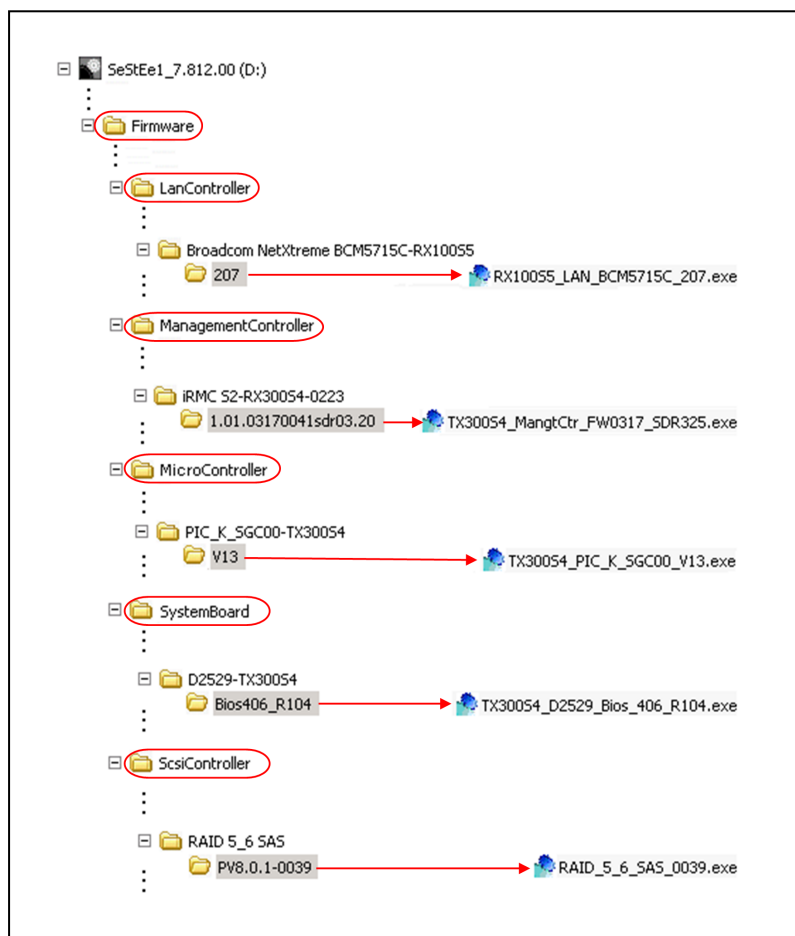 SeStEe1_7.812.00 (D:)
Firmware
LanController
Broadcom NetXtreme BCM5715C-RX100S5
207 RX100S5_LAN_BCM5715C_207.exe
ManagementController
iRMC S2-RX300S4-0223
1.01.03170041sdr03.20 TX300S4_MangtCtr_FW0317_SDR325.exe
MicroController
PIC_K_SGC00-TX300S4
V13 TX300S4_PIC_K_SGC00_V13.exe
SystemBoard
D2529-TX300S4
Bios406_R104 TX300S4_D2529_Bios_406_R104.exe
ScsiController
RAID 5_6 SAS
PV8.0.1-0039 RAID_5_6_SAS_0039.exe